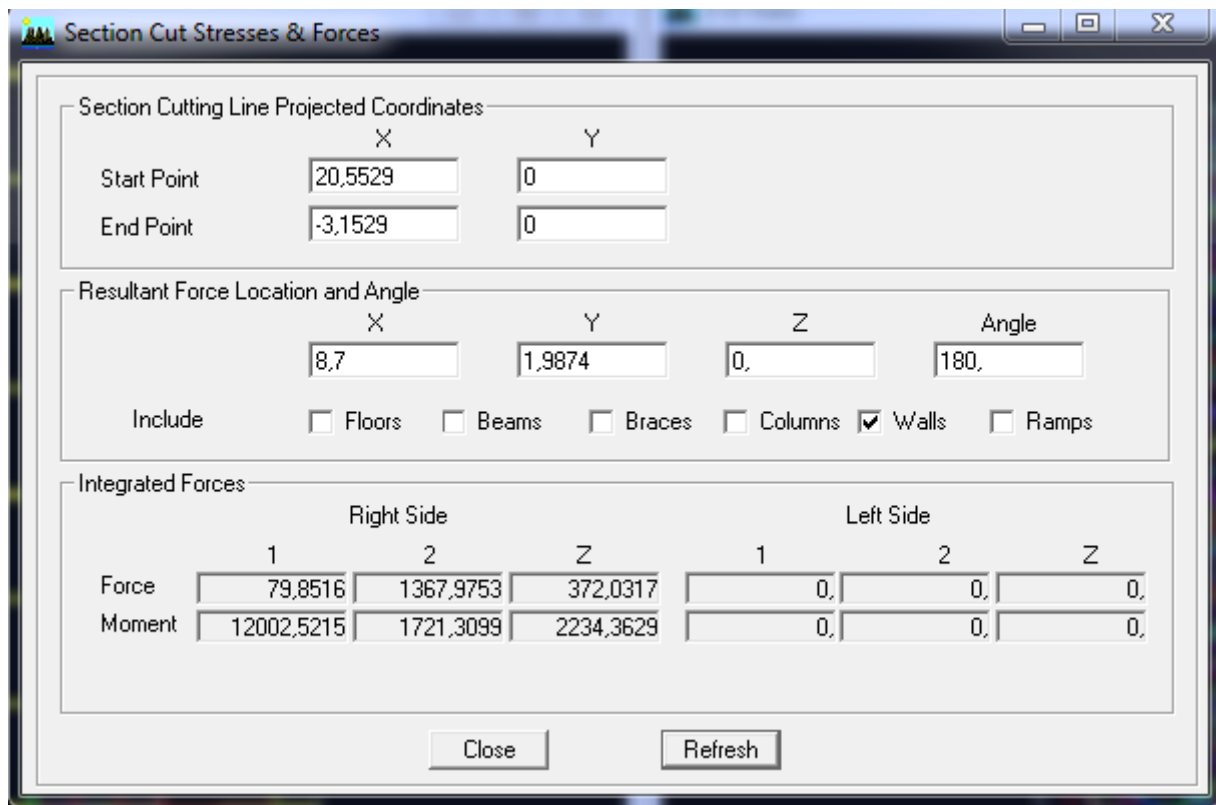 Section Cut Stresses & Forces
Section Cutting Line Projected Coordinates
X Y
Start Point 20,5529 0
End Point -3,1529 0
Resultant Force Location and Angle
X Y Z Angle
8,7 1,9874 0, 180,
Include Floors Beams Braces Columns Walls Ramps
Integrated Forces
Right Side Left Side
1 2 Z 1 2 Z
Force 79,8516 1367,9753 372,0317 0, 0, 0,
Moment 12002,5215 1721,3099 2234,3629 0, 0, 0,
Close Refresh